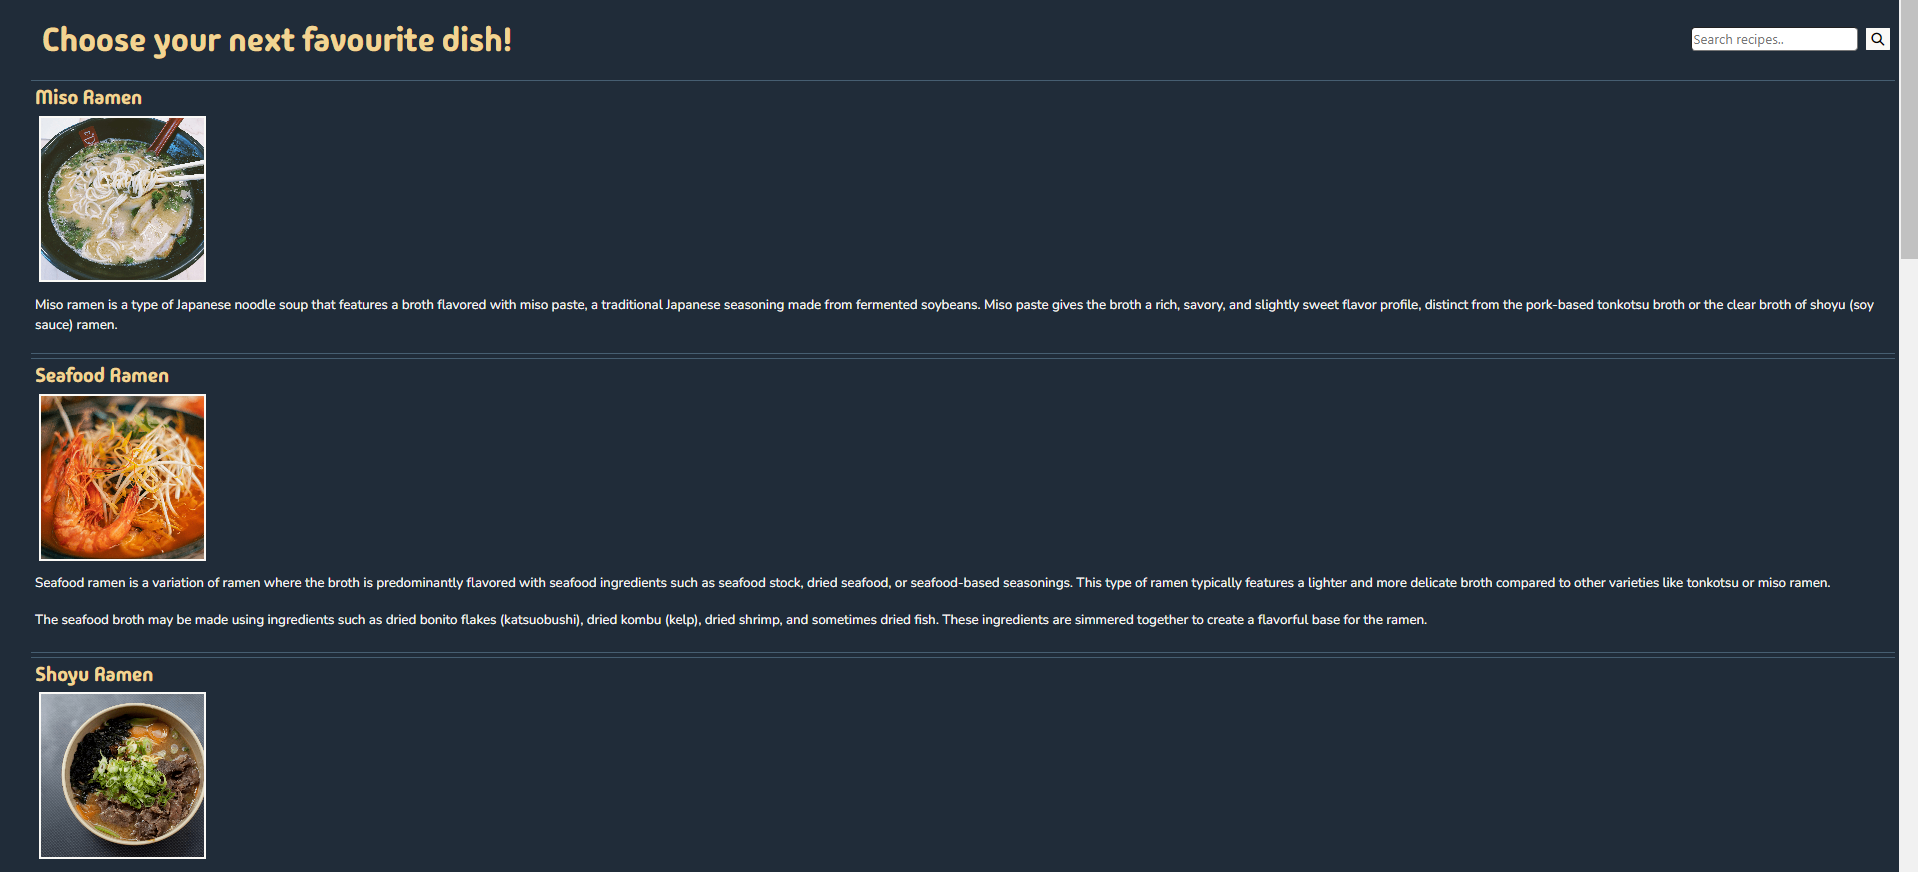 Choose your next favourite dish!
Search recipes..
Miso Ramen
Miso ramen is a type of Japanese noodle soup that features a broth flavored with miso paste, a traditional Japanese seasoning made from fermented soybeans. Miso paste gives the broth a rich, savory, and slightly sweet flavor profile, distinct from the pork-based tonkotsu broth or the clear broth of shoyu (soy
sauce) ramen.
Seafood Ramen
Seafood ramen is a variation of ramen where the broth is predominantly flavored with seafood ingredients such as seafood stock, dried seafood, or seafood-based seasonings. This type of ramen typically features a lighter and more delicate broth compared to other varieties like tonkotsu or miso ramen.
The seafood broth may be made using ingredients such as dried bonito flakes (katsuobushi), dried kombu (kelp), dried shrimp, and sometimes dried fish. These ingredients are simmered together to create a flavorful base for the ramen.
Shoyu Ramen